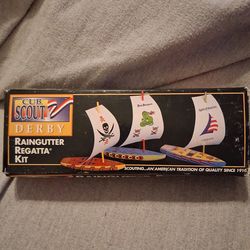 CUB
SCOUT
DERBY
RAINGUTTER
REGATTA®
KIT
SCOUTING...AN AMERICAN TRADITION OF QUALITY SINCE 1910